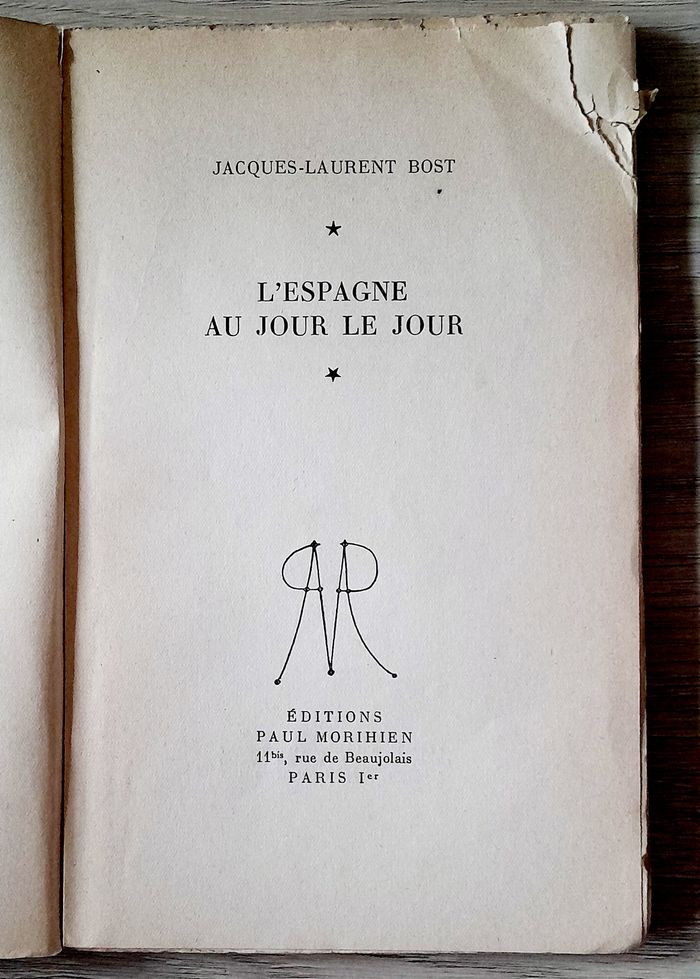 JACQUES-LAURENT BOST
L'ESPAGNE
AU JOUR LE JOUR
ÉDITIONS
PAUL MORIHIEN
11bis, rue de Beaujolais
PARIS Ier